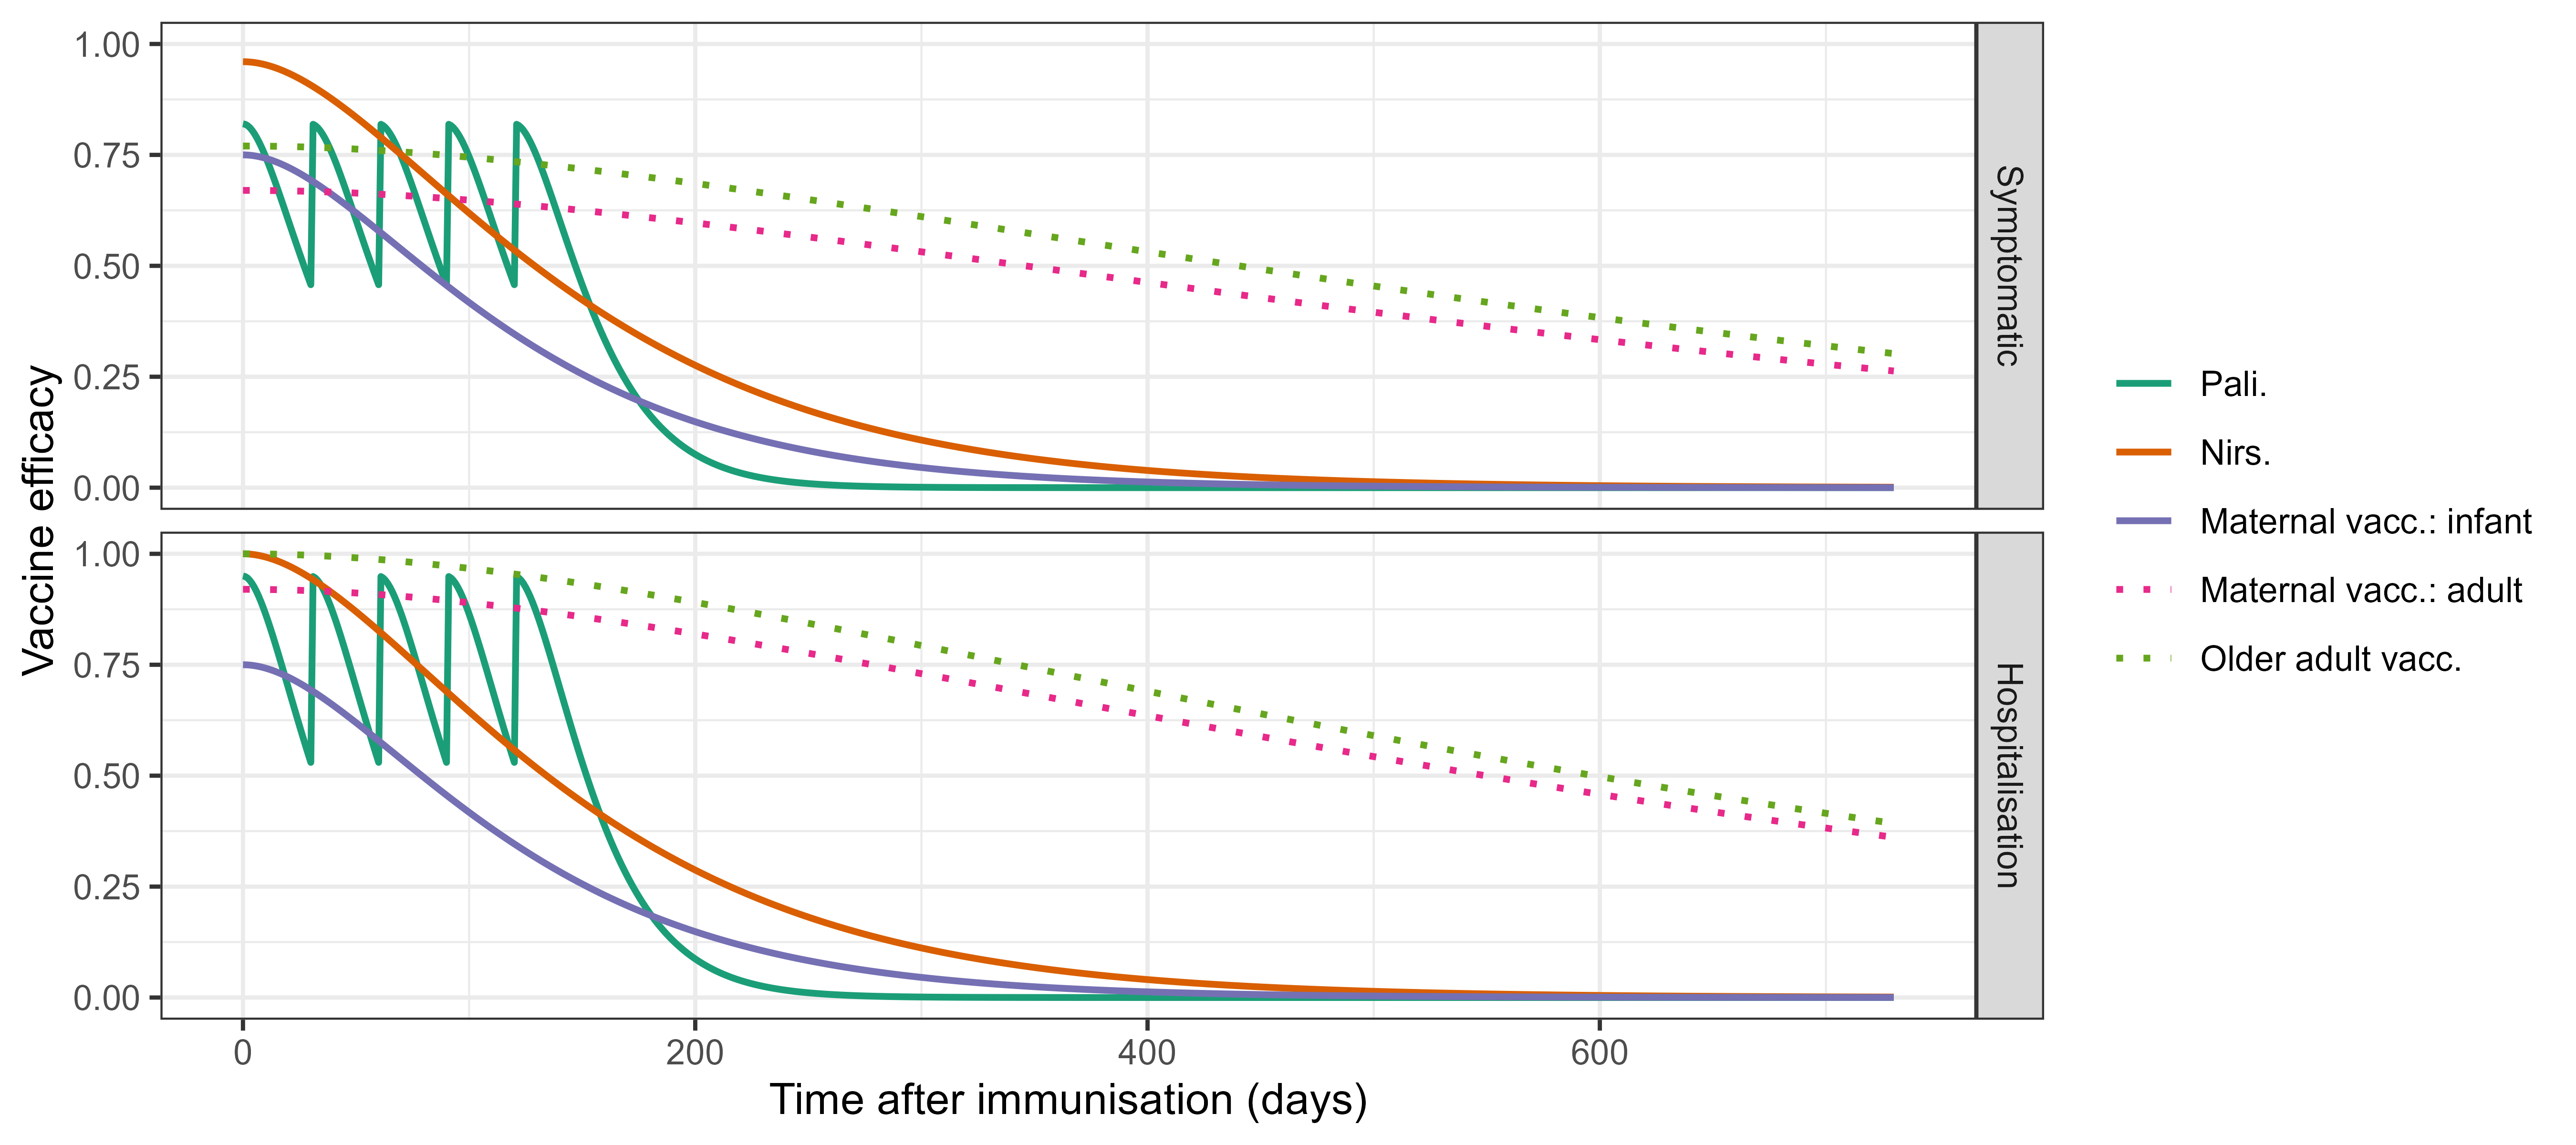 Vaccine efficacy
1.00
0.75
0.50
0.25
0.00
Symptomatic
1.00
0.75
0.50
0.25
0.00
Hospitalisation
0
200
400
600
Time after immunisation (days)
Pali.
Nirs.
Maternal vacc.: infant
Maternal vacc.: adult
Older adult vacc.